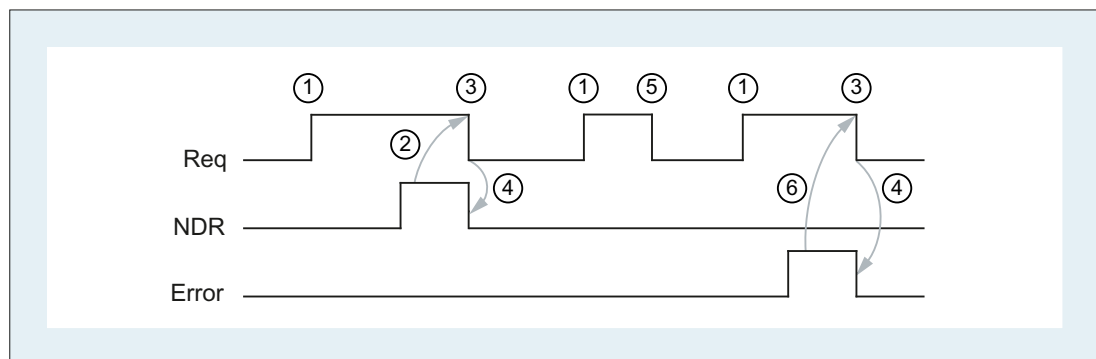 ① ③ ① ⑤ ① ③
Req ② ⑥ ④
④
NDR
Error